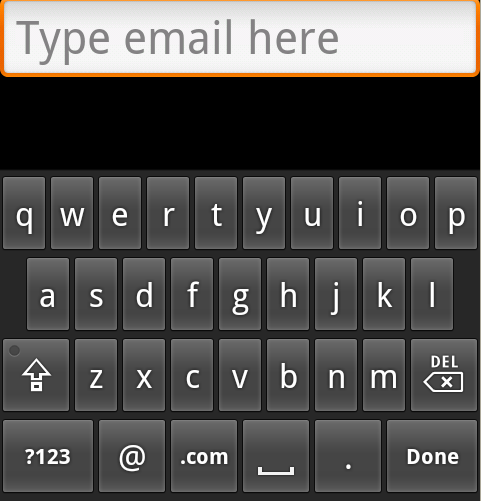 Type email here
q w e r t y u i o p
a s d f g h j k l
z x c v b n m DEL
?123 @ .com . Done